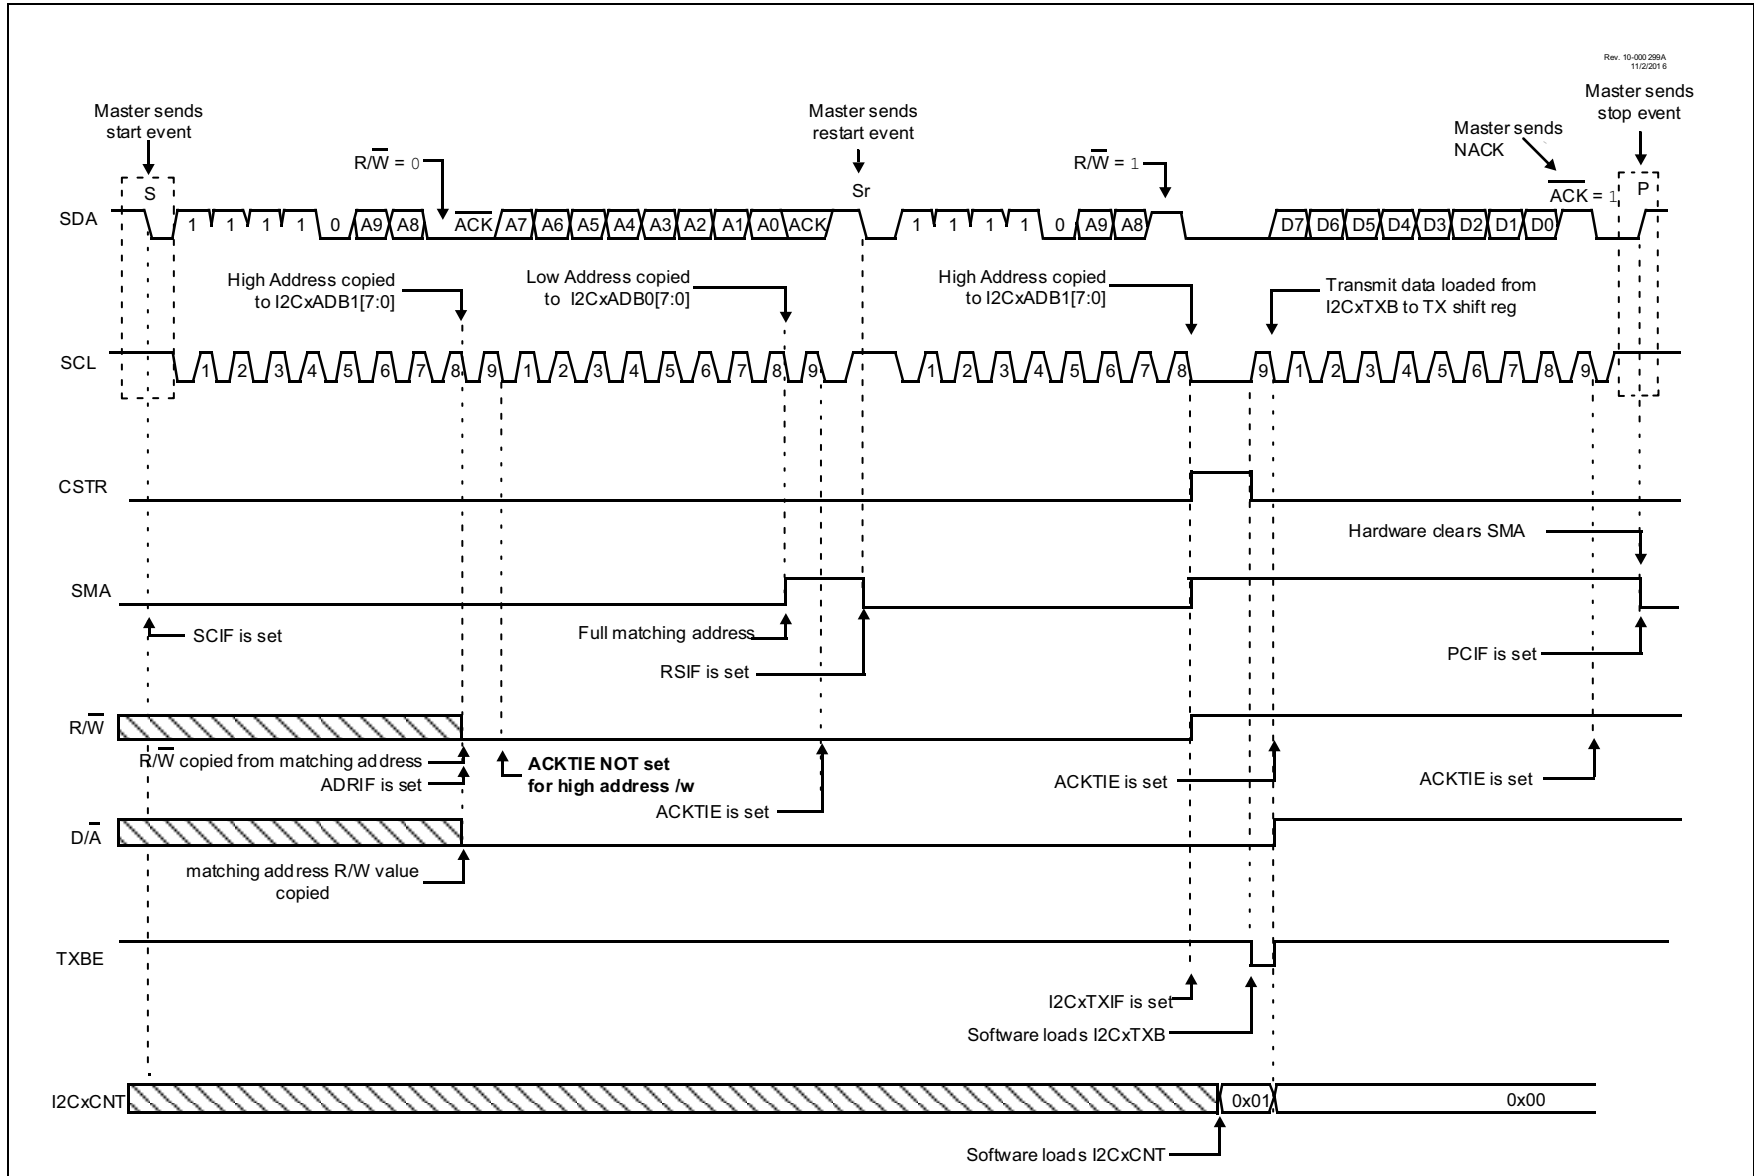 Rev. 10-000299A
11/2/2016
Master sends
start event
Master sends
restart event
Master sends
stop event
Master sends
NACK
R/W̅ = 0
R/W̅ = 1
A̅C̅K̅ = 1
S
Sr
P
SDA
1 1 1 1 0 A9 A8 A̅C̅K̅ A7 A6 A5 A4 A3 A2 A1 A0 ACK 1 1 1 1 0 A9 A8 D7 D6 D5 D4 D3 D2 D1 D0
High Address copied
to I2CxADB1[7:0]
Low Address copied
to I2CxADB0[7:0]
High Address copied
to I2CxADB1[7:0]
Transmit data loaded from
I2CxTXB to TX shift reg
SCL
1 2 3 4 5 6 7 8 9 1 2 3 4 5 6 7 8 9 1 2 3 4 5 6 7 8 9 1 2 3 4 5 6 7 8 9
CSTR
Hardware clears SMA
SMA
SCIF is set
Full matching address
RSIF is set
PCIF is set
R/W̅
R/W̅ copied from matching address
ADRIF is set
ACKTIE NOT set
for high address /w
ACKTIE is set
ACKTIE is set
ACKTIE is set
D/A̅
matching address R/W value
copied
TXBE
I2CxTXIF is set
Software loads I2CxTXB
I2CxCNT
0x01
0x00
Software loads I2CxCNT